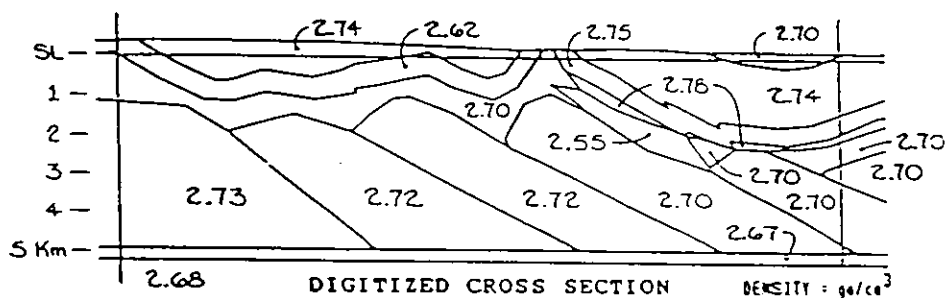 2.74 2.62 2.75 2.70
SL
1 2.78 2.74
2.70
2 2.55 2.70
3 2.70 2.70
4 2.73 2.72 2.72 2.70 2.70
5 Km 2.67
2.68 DIGITIZED CROSS SECTION DENSITY = gm/cm3